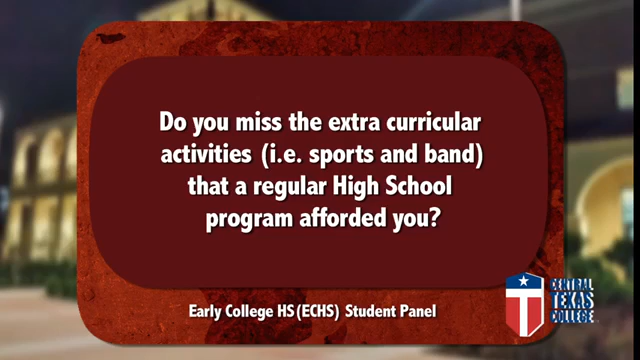 Do you miss the extra curricular
activities (i.e. sports and band)
that a regular High School
program afforded you?
Early College HS(ECHS) Student Panel
CENTRAL
TEXAS
COLLEGE